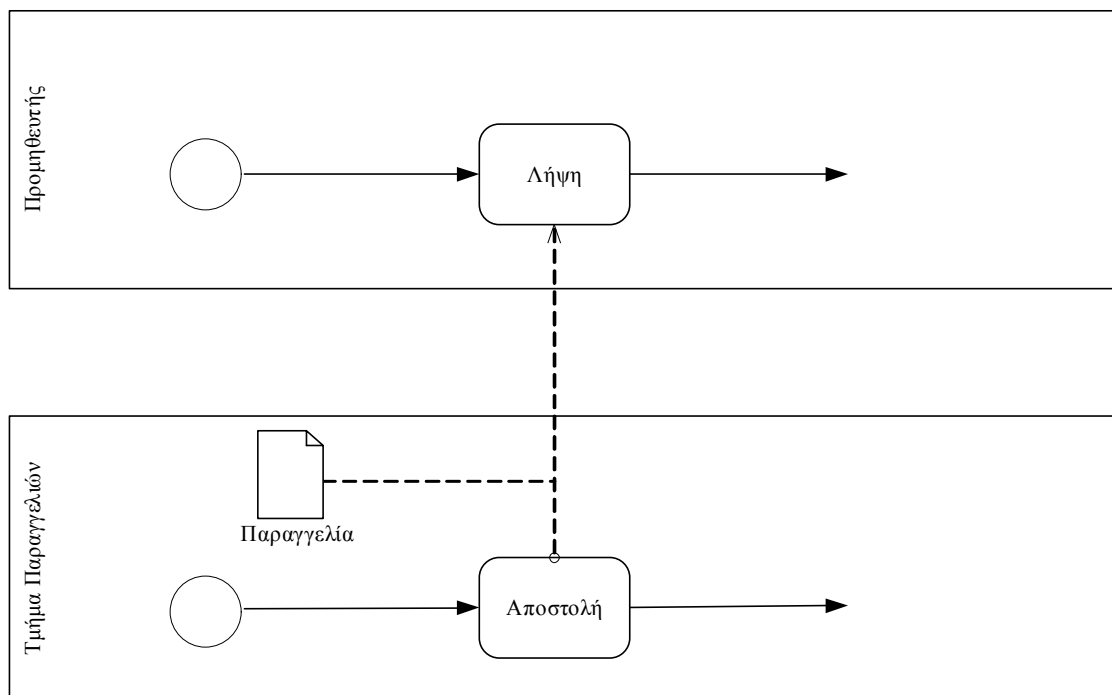 Προμηθευτής
Λήψη
Τμήμα Παραγγελιών
Παραγγελία
Αποστολή